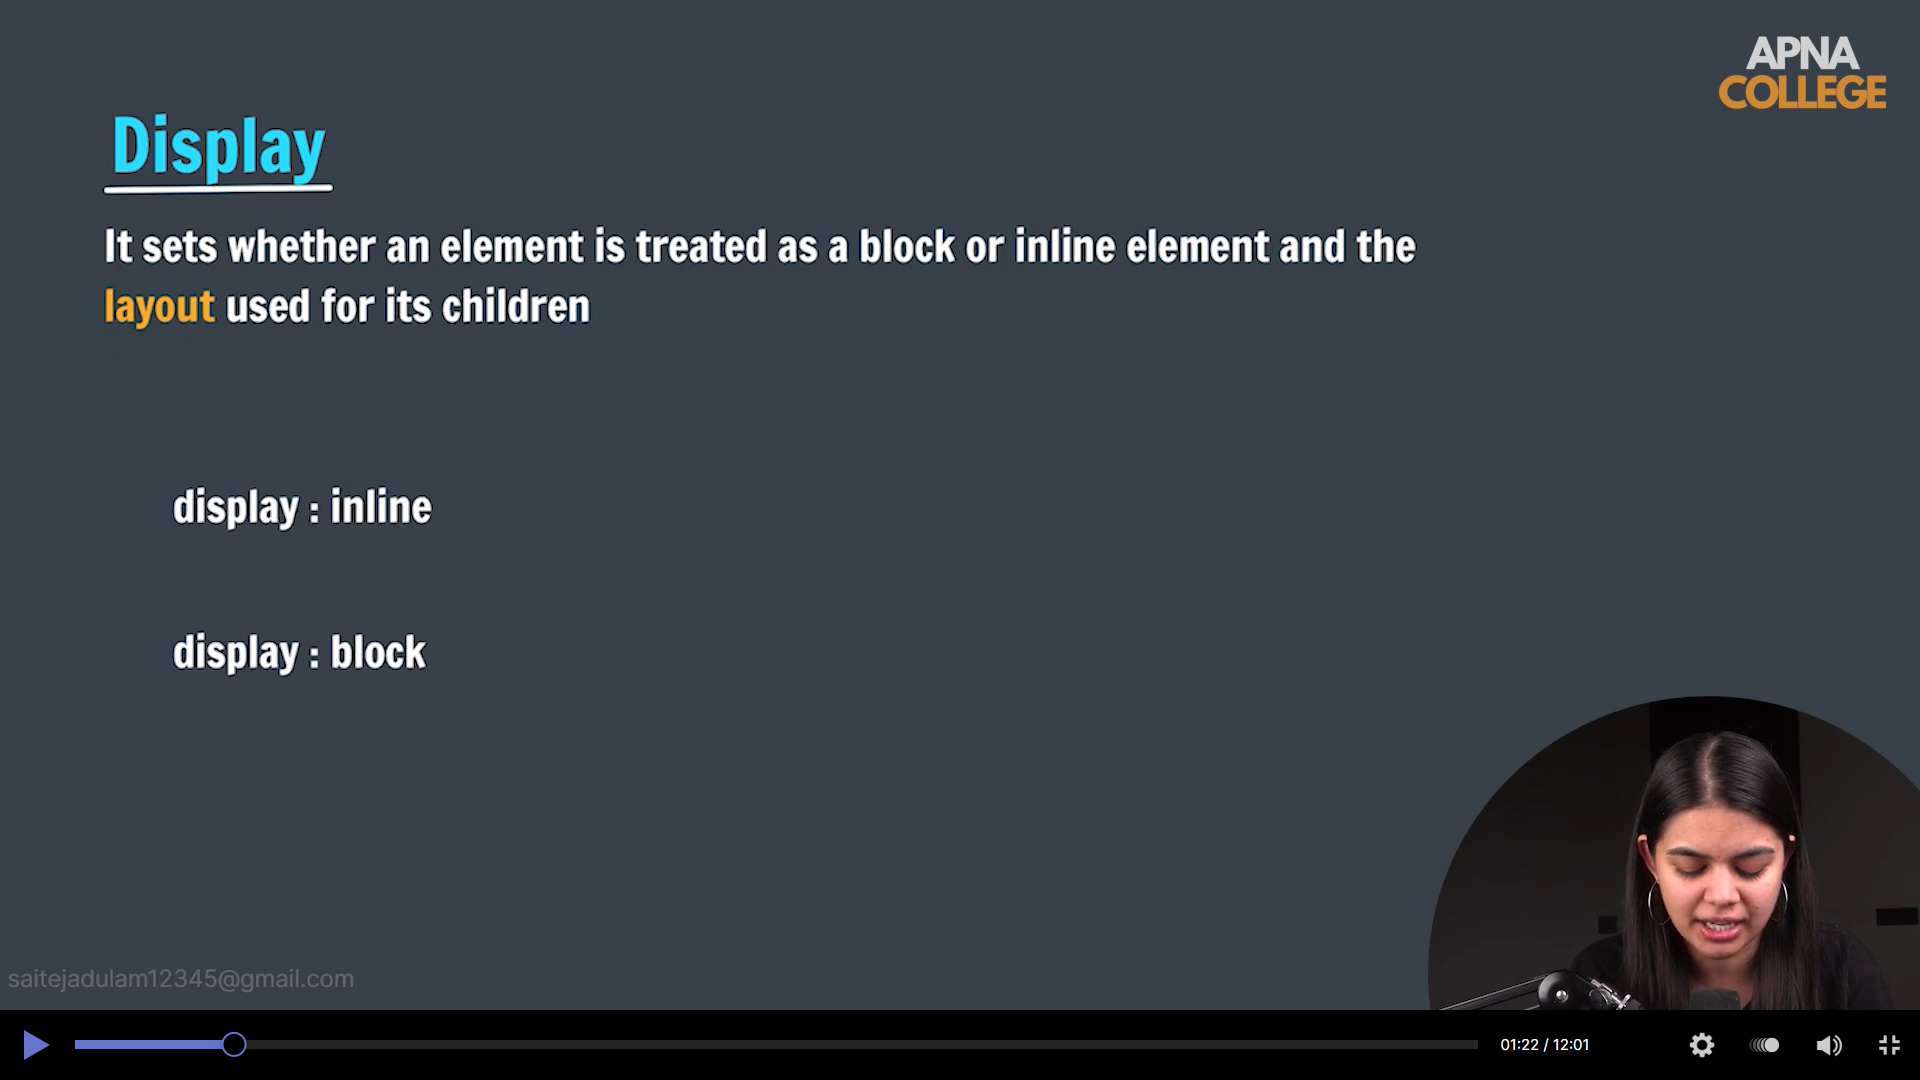 APNA
COLLEGE
Display
It sets whether an element is treated as a block or inline element and the
layout used for its children
display : inline
display : block
saitejadulam12345@gmail.com
01:22 / 12:01